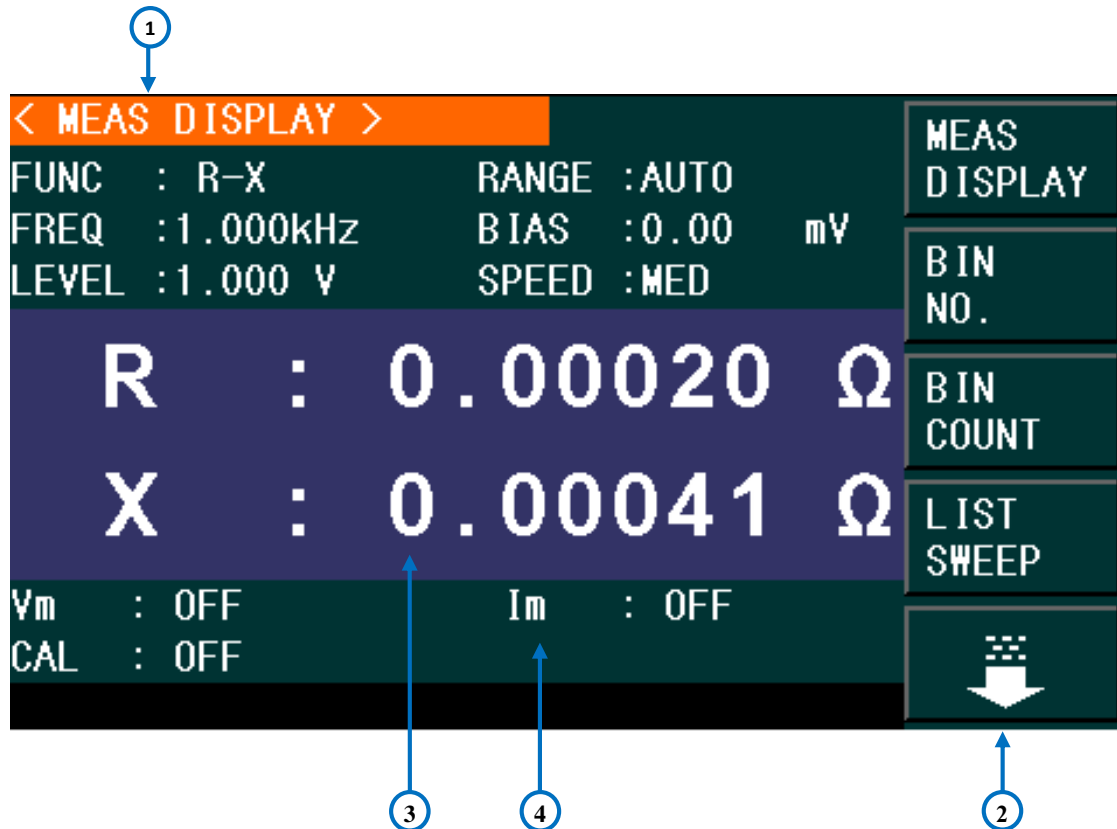 1
< MEAS DISPLAY >
FUNC : R-X RANGE :AUTO
FREQ :1.000kHz BIAS :0.00 mV
LEVEL :1.000 V SPEED :MED
R : 0.00020 Ω
X : 0.00041 Ω
Vm : OFF Im : OFF
CAL : OFF
MEAS
DISPLAY
BIN
NO.
BIN
COUNT
LIST
SWEEP
3 4 2